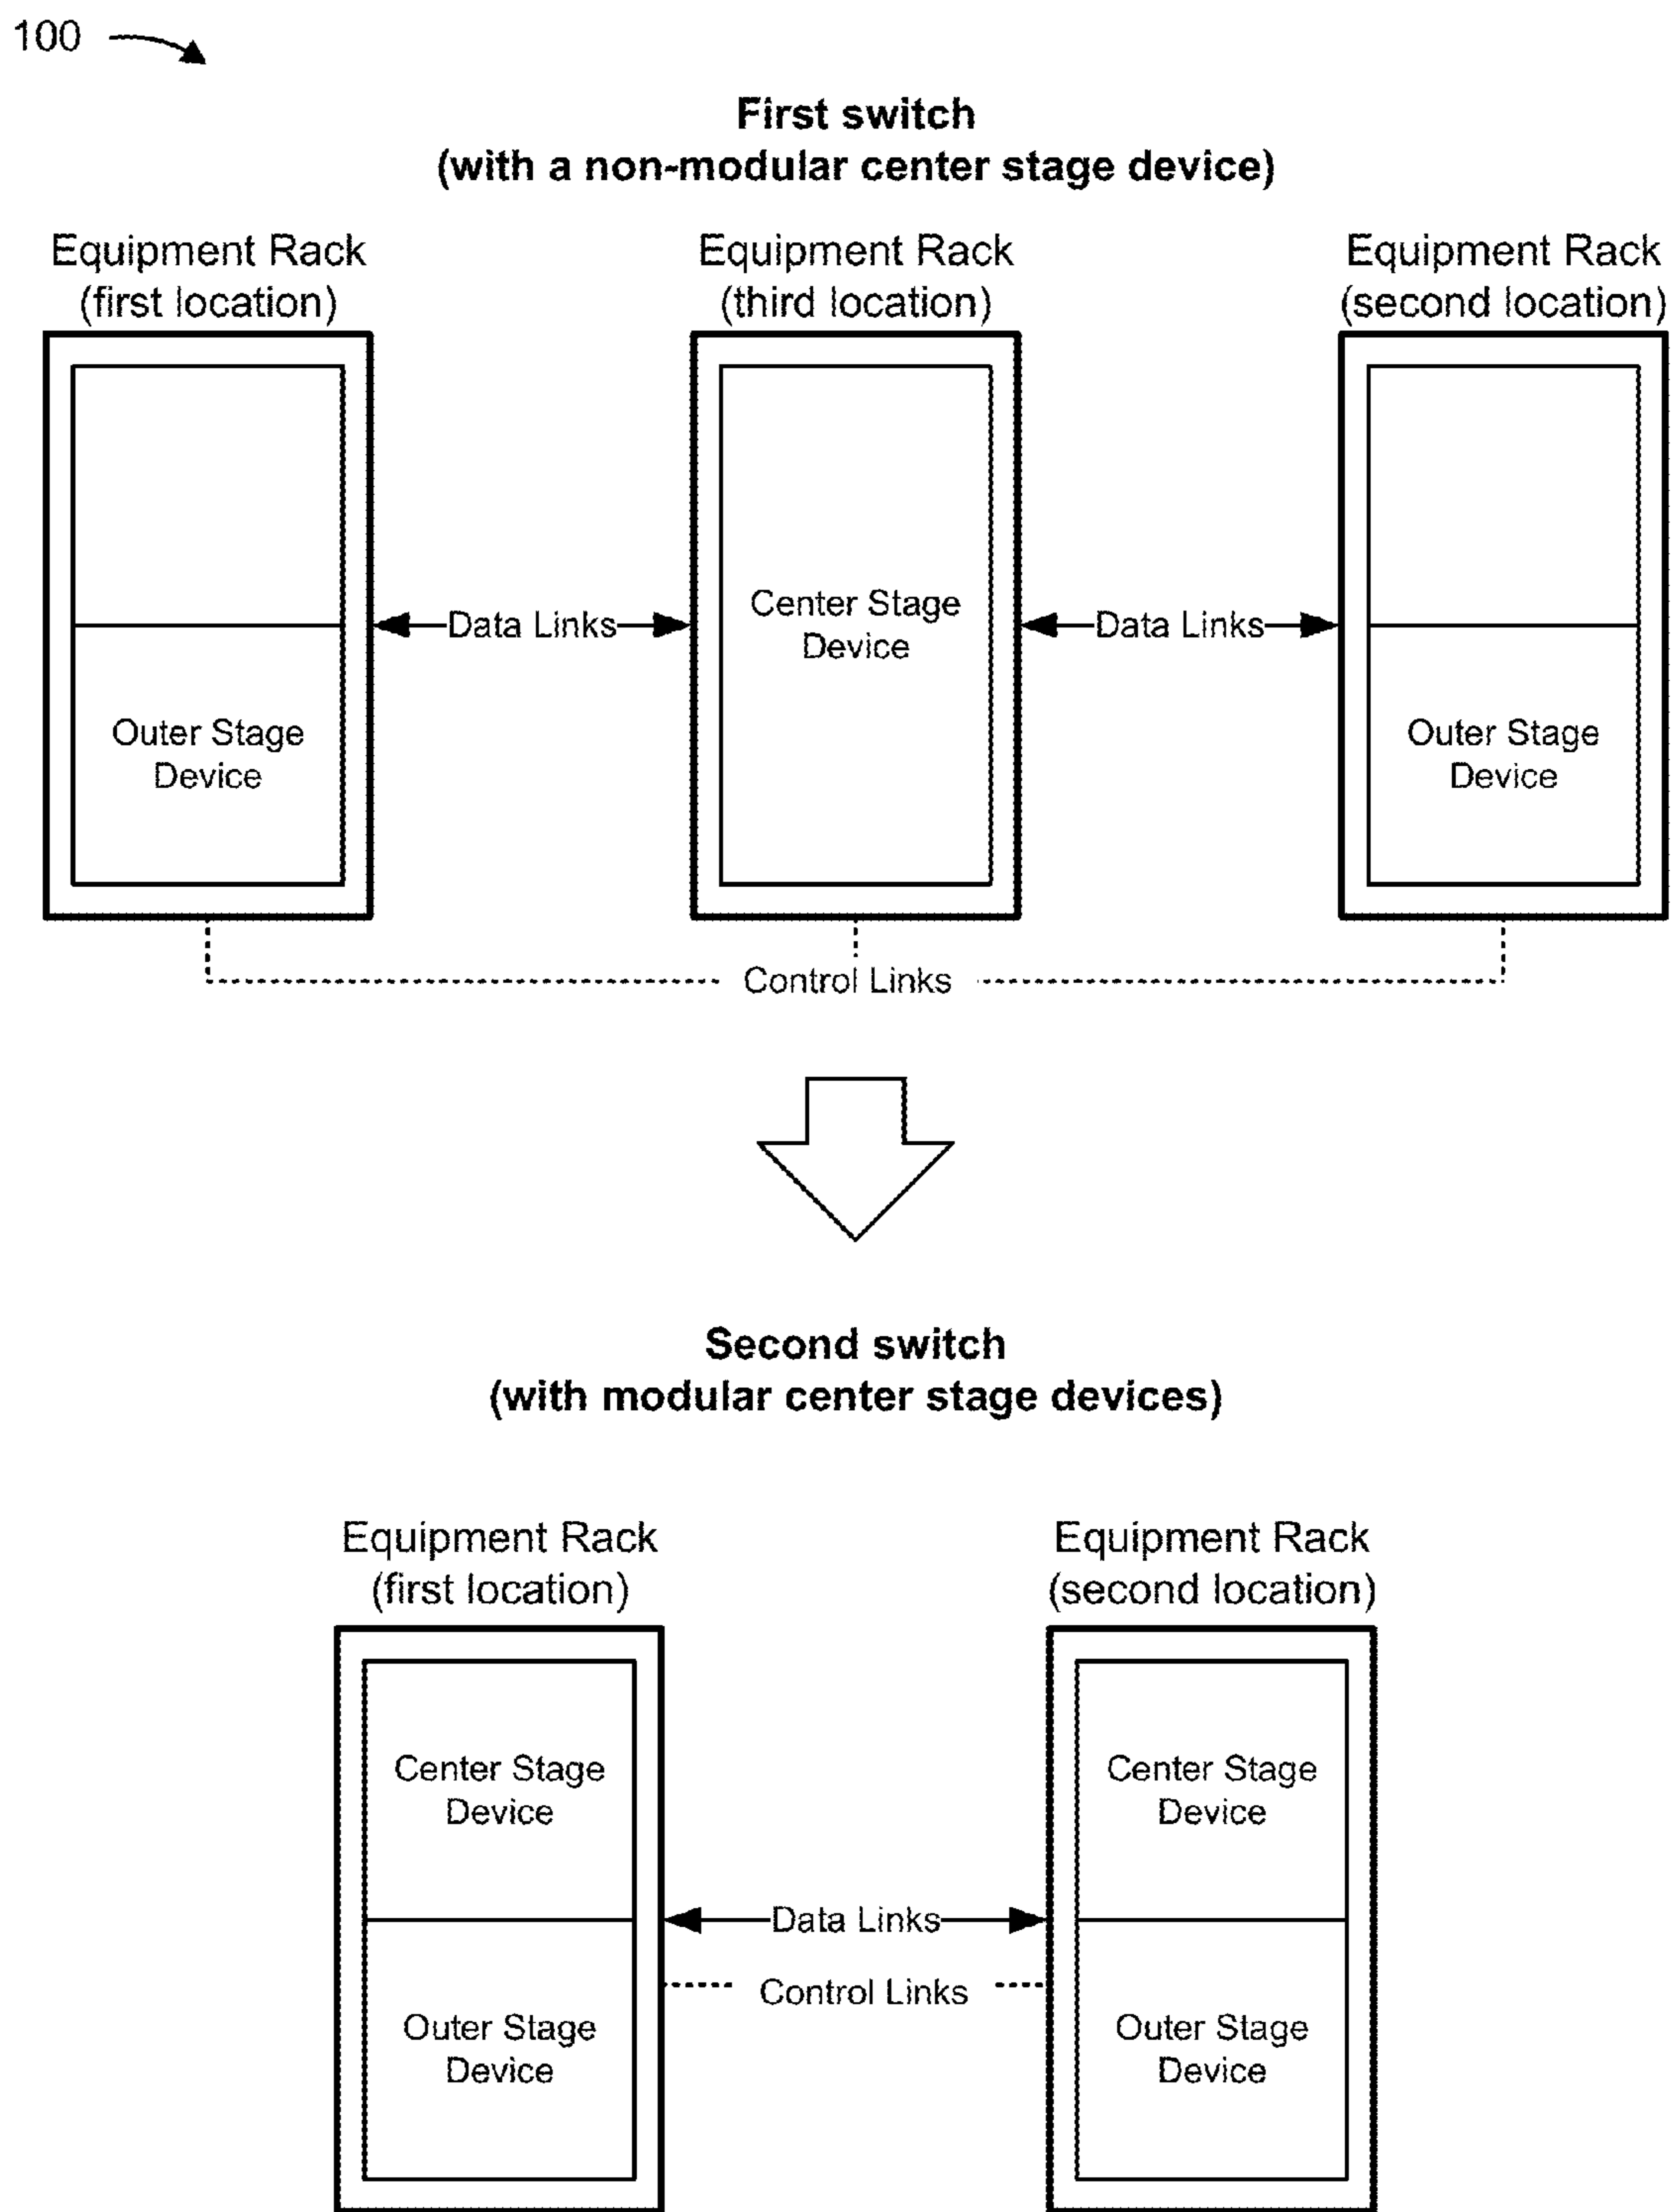 100
First switch
(with a non-modular center stage device)
Equipment Rack
(first location)
Equipment Rack
(third location)
Equipment Rack
(second location)
Data Links
Center Stage
Device
Data Links
Outer Stage
Device
Outer Stage
Device
Control Links
Second switch
(with modular center stage devices)
Equipment Rack
(first location)
Equipment Rack
(second location)
Center Stage
Device
Center Stage
Device
Data Links
Control Links
Outer Stage
Device
Outer Stage
Device